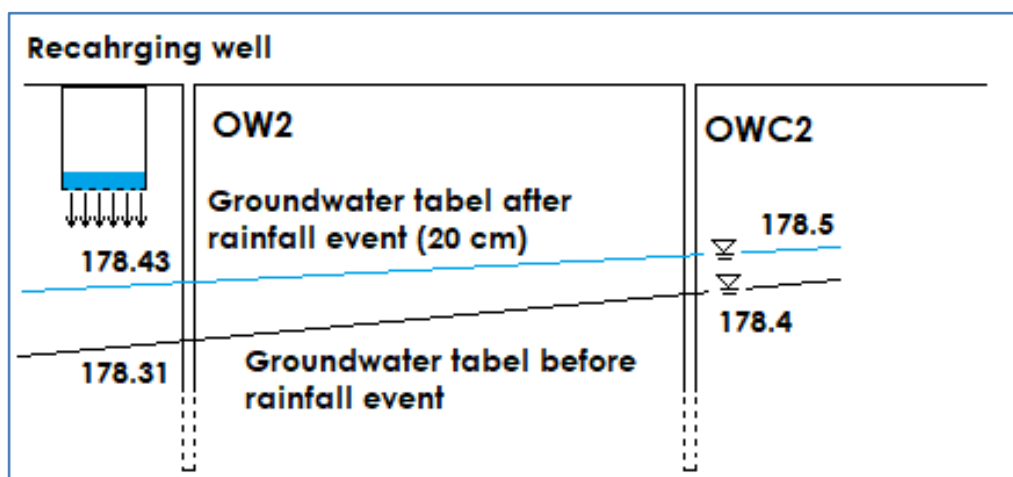 Recahrging well
OW2
OWC2
Groundwater tabel after
rainfall event (20 cm)
178.5
178.43
178.4
178.31
Groundwater tabel before
rainfall event